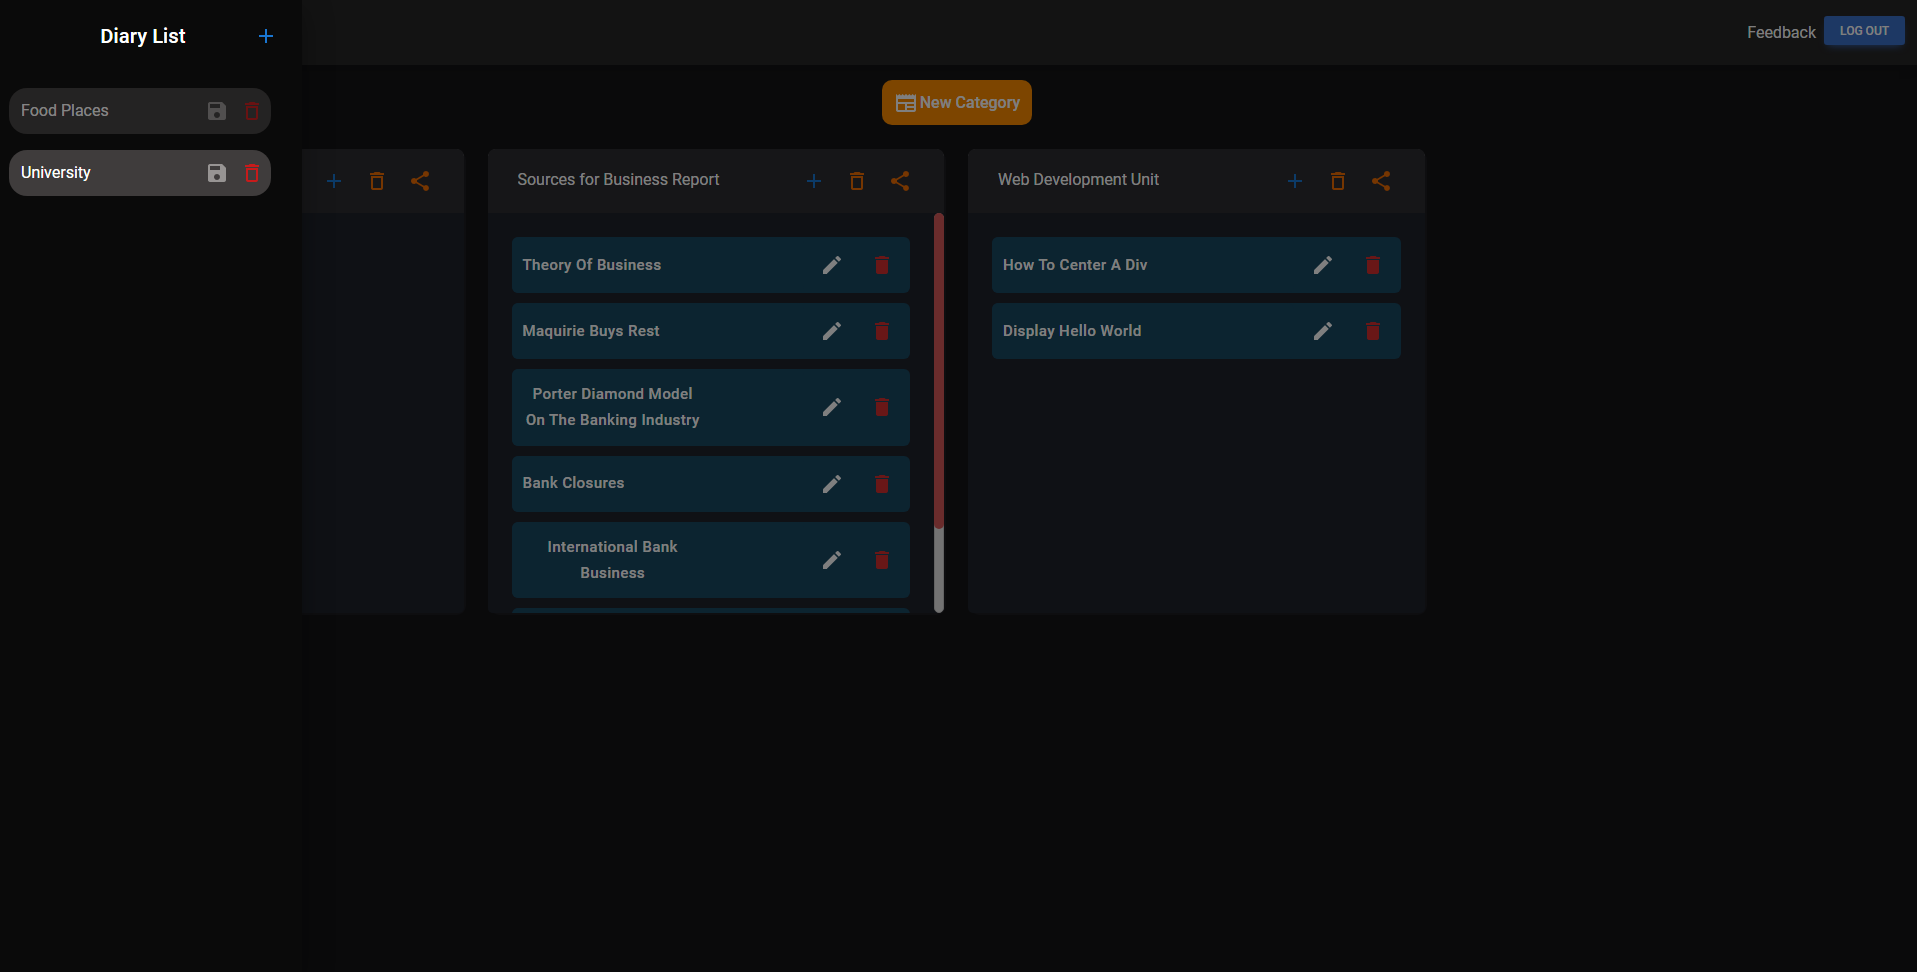 Diary List
Feedback
LOG OUT
New Category
Food Places
University
Sources for Business Report
Theory Of Business
Maquirie Buys Rest
Porter Diamond Model
On The Banking Industry
Bank Closures
International Bank
Business
Web Development Unit
How To Center A Div
Display Hello World